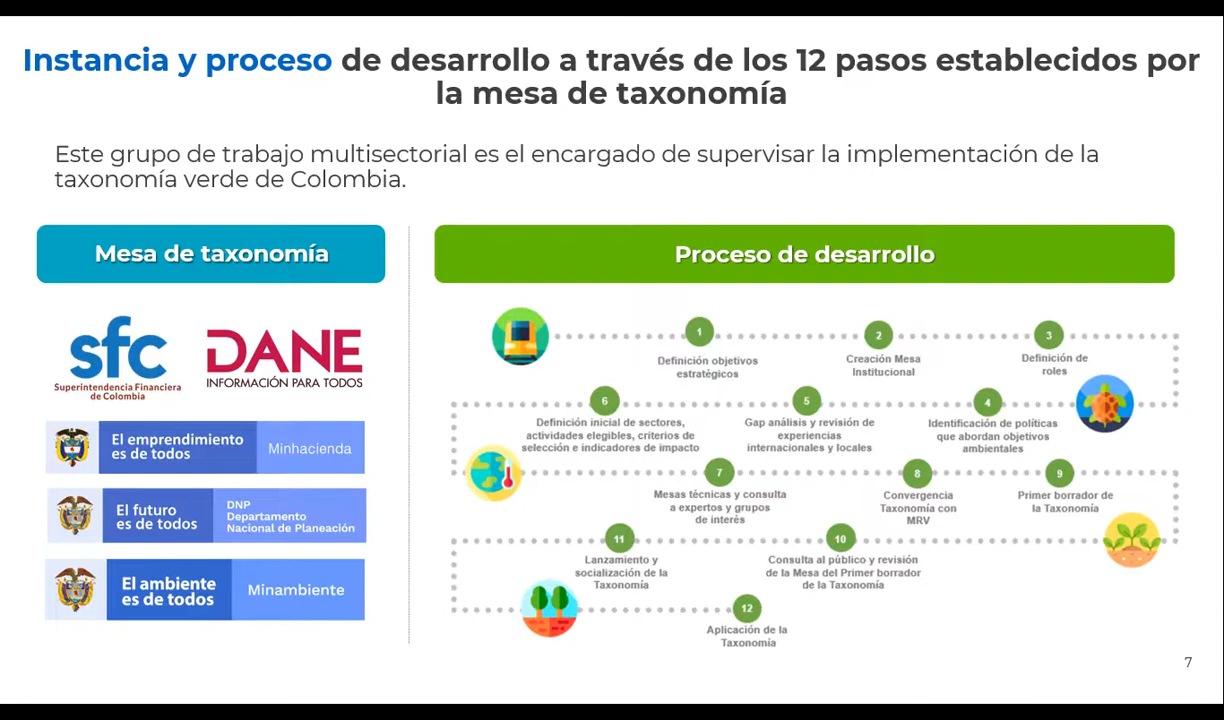 Instancia y proceso de desarrollo a través de los 12 pasos establecidos por
la mesa de taxonomía
Este grupo de trabajo multisectorial es el encargado de supervisar la implementación de la
taxonomía verde de Colombia.
Mesa de taxonomía
sfc
Superintendencia Financiera
de Colombia
DANE
INFORMACIÓN PARA TODOS
El emprendimiento
es de todos
Minhacienda
El futuro
es de todos
DNP
Departamento
Nacional de Planeación
El ambiente
es de todos
Minambiente
Proceso de desarrollo
1
Definición objetivos
estratégicos
2
Creación Mesa
Institucional
3
Definición de
roles
4
Identificación de políticas
que abordan objetivos
ambientales
5
Gap análisis y revisión de
experiencias
internacionales y locales
6
Definición inicial de sectores,
actividades elegibles, criterios de
selección e indicadores de impacto
7
Mesas técnicas y consulta
a expertos y grupos
de interés
8
Convergencia
Taxonomía con
MRV
9
Primer borrador de
la Taxonomía
10
Consulta al público y revisión
de la Mesa del Primer borrador
de la Taxonomía
11
Lanzamiento y
socialización de la
Taxonomía
12
Aplicación de la
Taxonomía
7